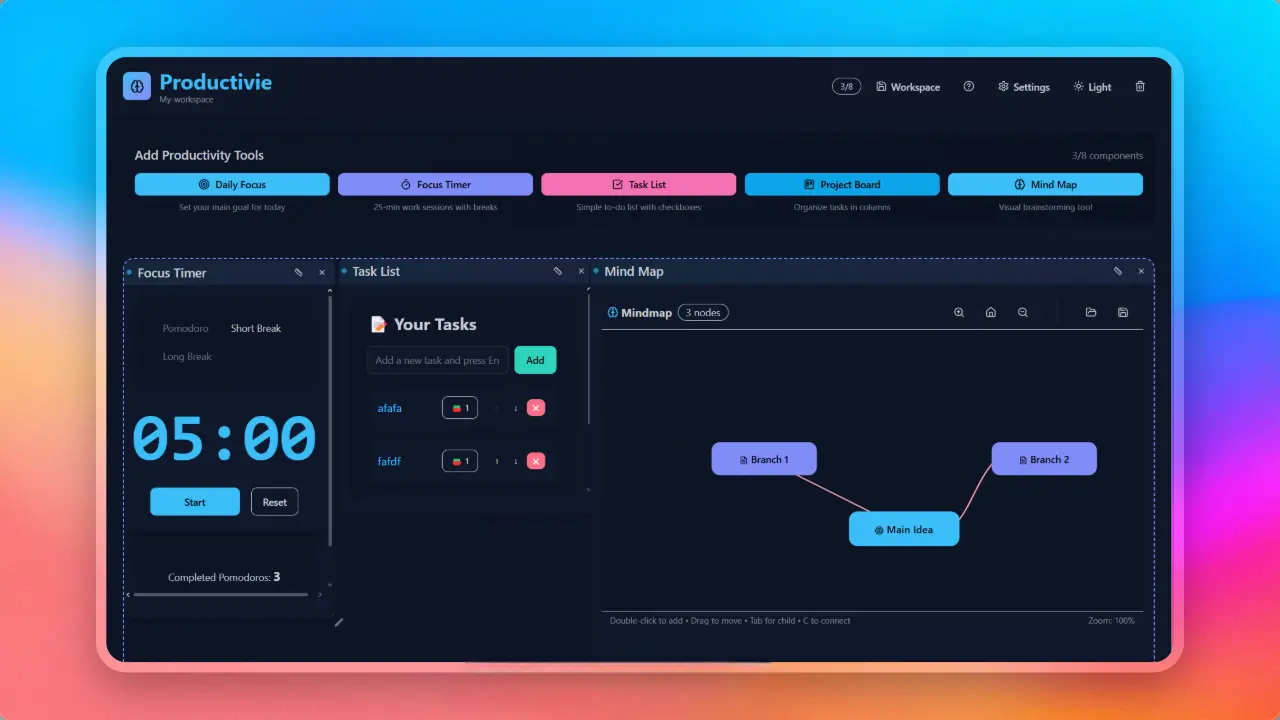 Productivie
My workspace
3/8
Workspace
Settings
Light
Add Productivity Tools
3/8 components
Daily Focus
Focus Timer
Task List
Project Board
Mind Map
Set your main goal for today
25-min work sessions with breaks
Simple to-do list with checkboxes
Organize tasks in columns
Visual brainstorming tool
Focus Timer
Pomodoro
Short Break
Long Break
05:00
Start
Reset
Completed Pomodoros: 3
Task List
📝 Your Tasks
Add a new task and press En
Add
afafa
🍅 1
↓
fafdf
🍅 1
↑
↓
Mind Map
Mindmap
3 nodes
Branch 1
Branch 2
Main Idea
Double-click to add • Drag to move • Tab for child • C to connect
Zoom: 100%